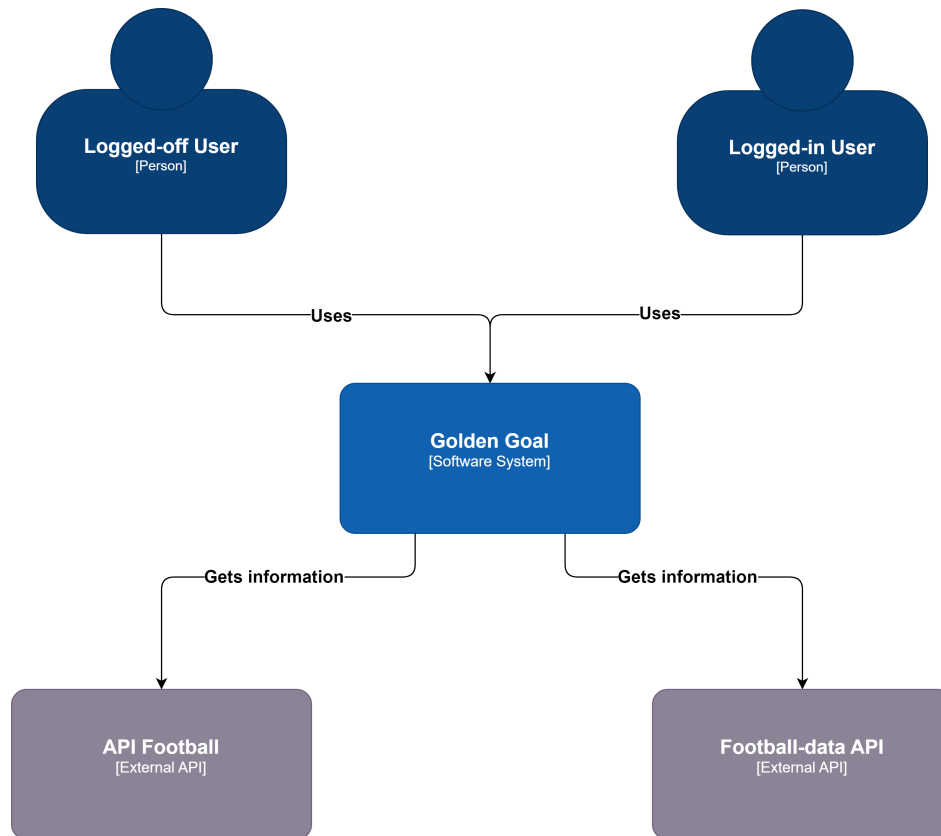 Logged-off User
[Person]
Logged-in User
[Person]
Uses
Uses
Golden Goal
[Software System]
Gets information
Gets information
API Football
[External API]
Football-data API
[External API]